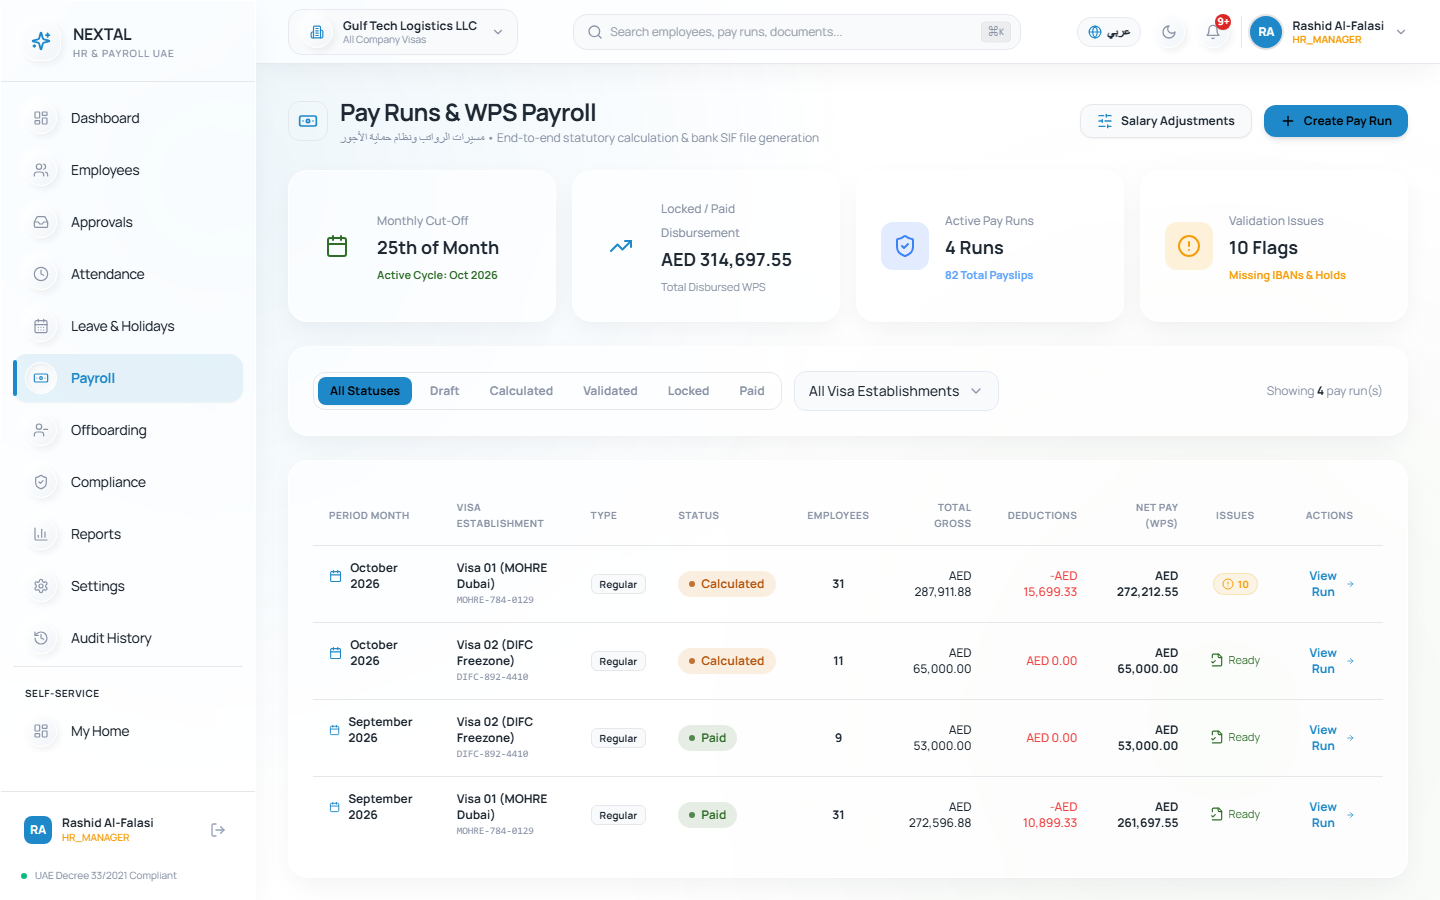 NEXTAL
HR & PAYROLL UAE
Gulf Tech Logistics LLC
All Company Visas
Search employees, pay runs, documents...
⌘K
عربي
9+
RA
Rashid Al-Falasi
HR_MANAGER
Dashboard
Employees
Approvals
Attendance
Leave & Holidays
Payroll
Offboarding
Compliance
Reports
Settings
Audit History
SELF-SERVICE
My Home
RA
Rashid Al-Falasi
HR_MANAGER
UAE Decree 33/2021 Compliant
Pay Runs & WPS Payroll
مسيرات الرواتب ونظام حماية الأجور • End-to-end statutory calculation & bank SIF file generation
Salary Adjustments
Create Pay Run
Monthly Cut-Off
25th of Month
Active Cycle: Oct 2026
Locked / Paid
Disbursement
AED 314,697.55
Total Disbursed WPS
Active Pay Runs
4 Runs
82 Total Payslips
Validation Issues
10 Flags
Missing IBANs & Holds
All Statuses
Draft
Calculated
Validated
Locked
Paid
All Visa Establishments
Showing 4 pay run(s)
PERIOD MONTH
VISA
ESTABLISHMENT
TYPE
STATUS
EMPLOYEES
TOTAL
GROSS
DEDUCTIONS
NET PAY
(WPS)
ISSUES
ACTIONS
October
2026
Visa 01 (MOHRE
Dubai)
MOHRE-784-0129
Regular
Calculated
31
AED
287,911.88
-AED
15,699.33
AED
272,212.55
10
View
Run
October
2026
Visa 02 (DIFC
Freezone)
DIFC-892-4410
Regular
Calculated
11
AED
65,000.00
AED 0.00
AED
65,000.00
Ready
View
Run
September
2026
Visa 02 (DIFC
Freezone)
DIFC-892-4410
Regular
Paid
9
AED
53,000.00
AED 0.00
AED
53,000.00
Ready
View
Run
September
2026
Visa 01 (MOHRE
Dubai)
MOHRE-784-0129
Regular
Paid
31
AED
272,596.88
-AED
10,899.33
AED
261,697.55
Ready
View
Run